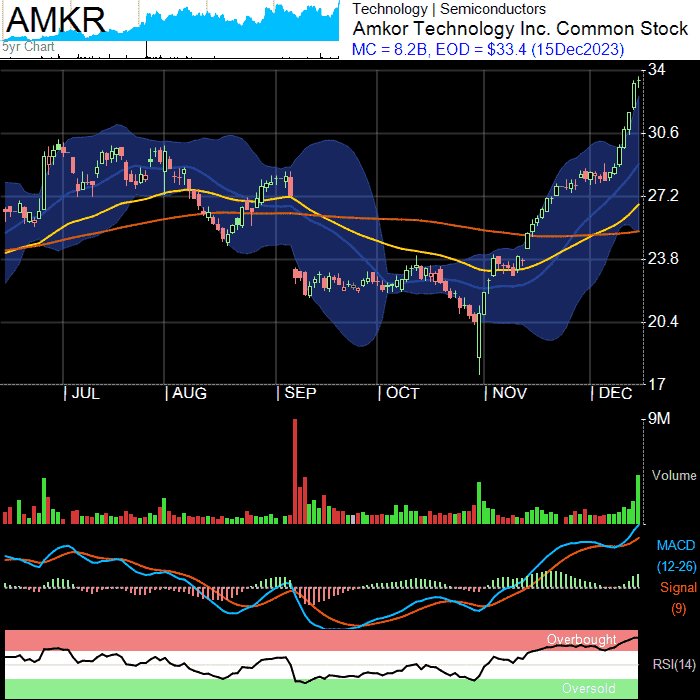 AMKR
5yr Chart
Technology | Semiconductors
Amkor Technology Inc. Common Stock
MC = 8.2B, EOD = $33.4 (15Dec2023)
34
30.6
27.2
23.8
20.4
17
| JUL | AUG | SEP | OCT | NOV | DEC
9M
Volume
MACD
(12-26)
Signal
(9)
Overbought
RSI(14)
Oversold